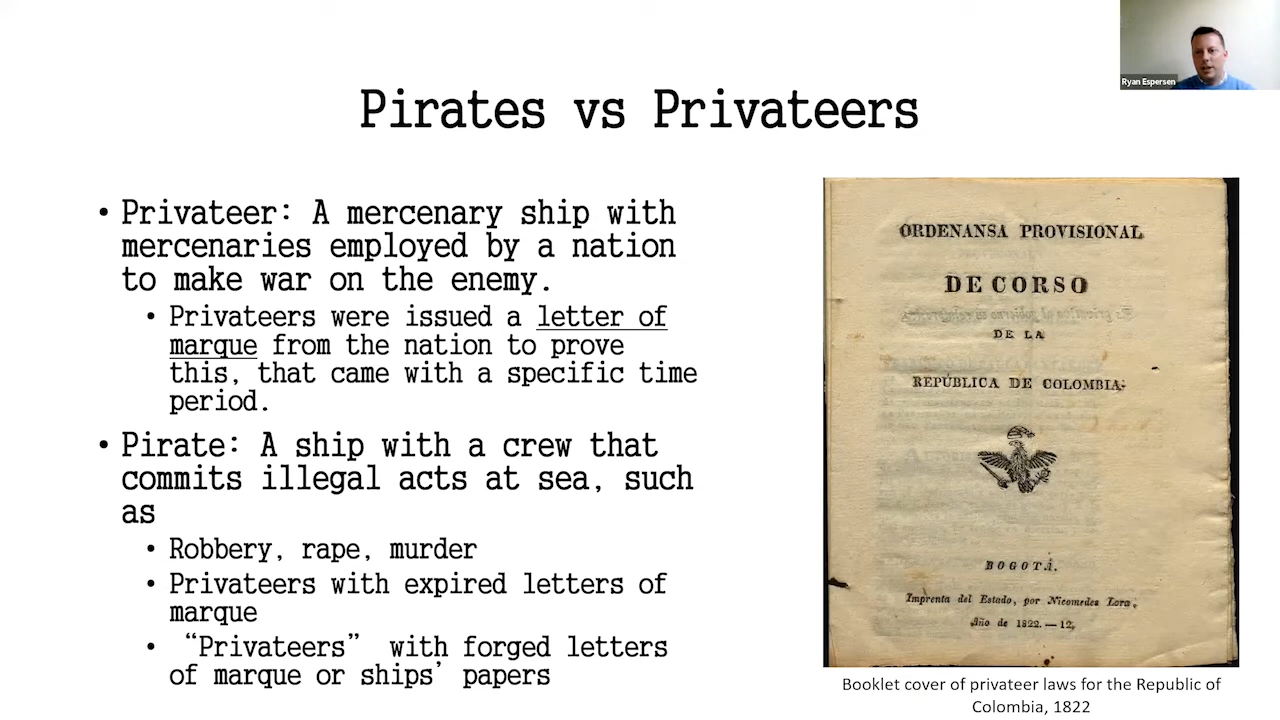 Ryan Espersen
Pirates vs Privateers
• Privateer: A mercenary ship with
mercenaries employed by a nation
to make war on the enemy.
• Privateers were issued a letter of
marque from the nation to prove
this, that came with a specific time
period.
• Pirate: A ship with a crew that
commits illegal acts at sea, such
as
• Robbery, rape, murder
• Privateers with expired letters of
marque
• “Privateers” with forged letters
of marque or ships’ papers
ORDENANSA PROVISIONAL
DE CORSO
DE LA
REPÚBLICA DE COLOMBIA.
BOGOTÁ.
Imprenta del Estado, por Nicomedes Lora.
Año de 1822.—12.
Booklet cover of privateer laws for the Republic of
Colombia, 1822